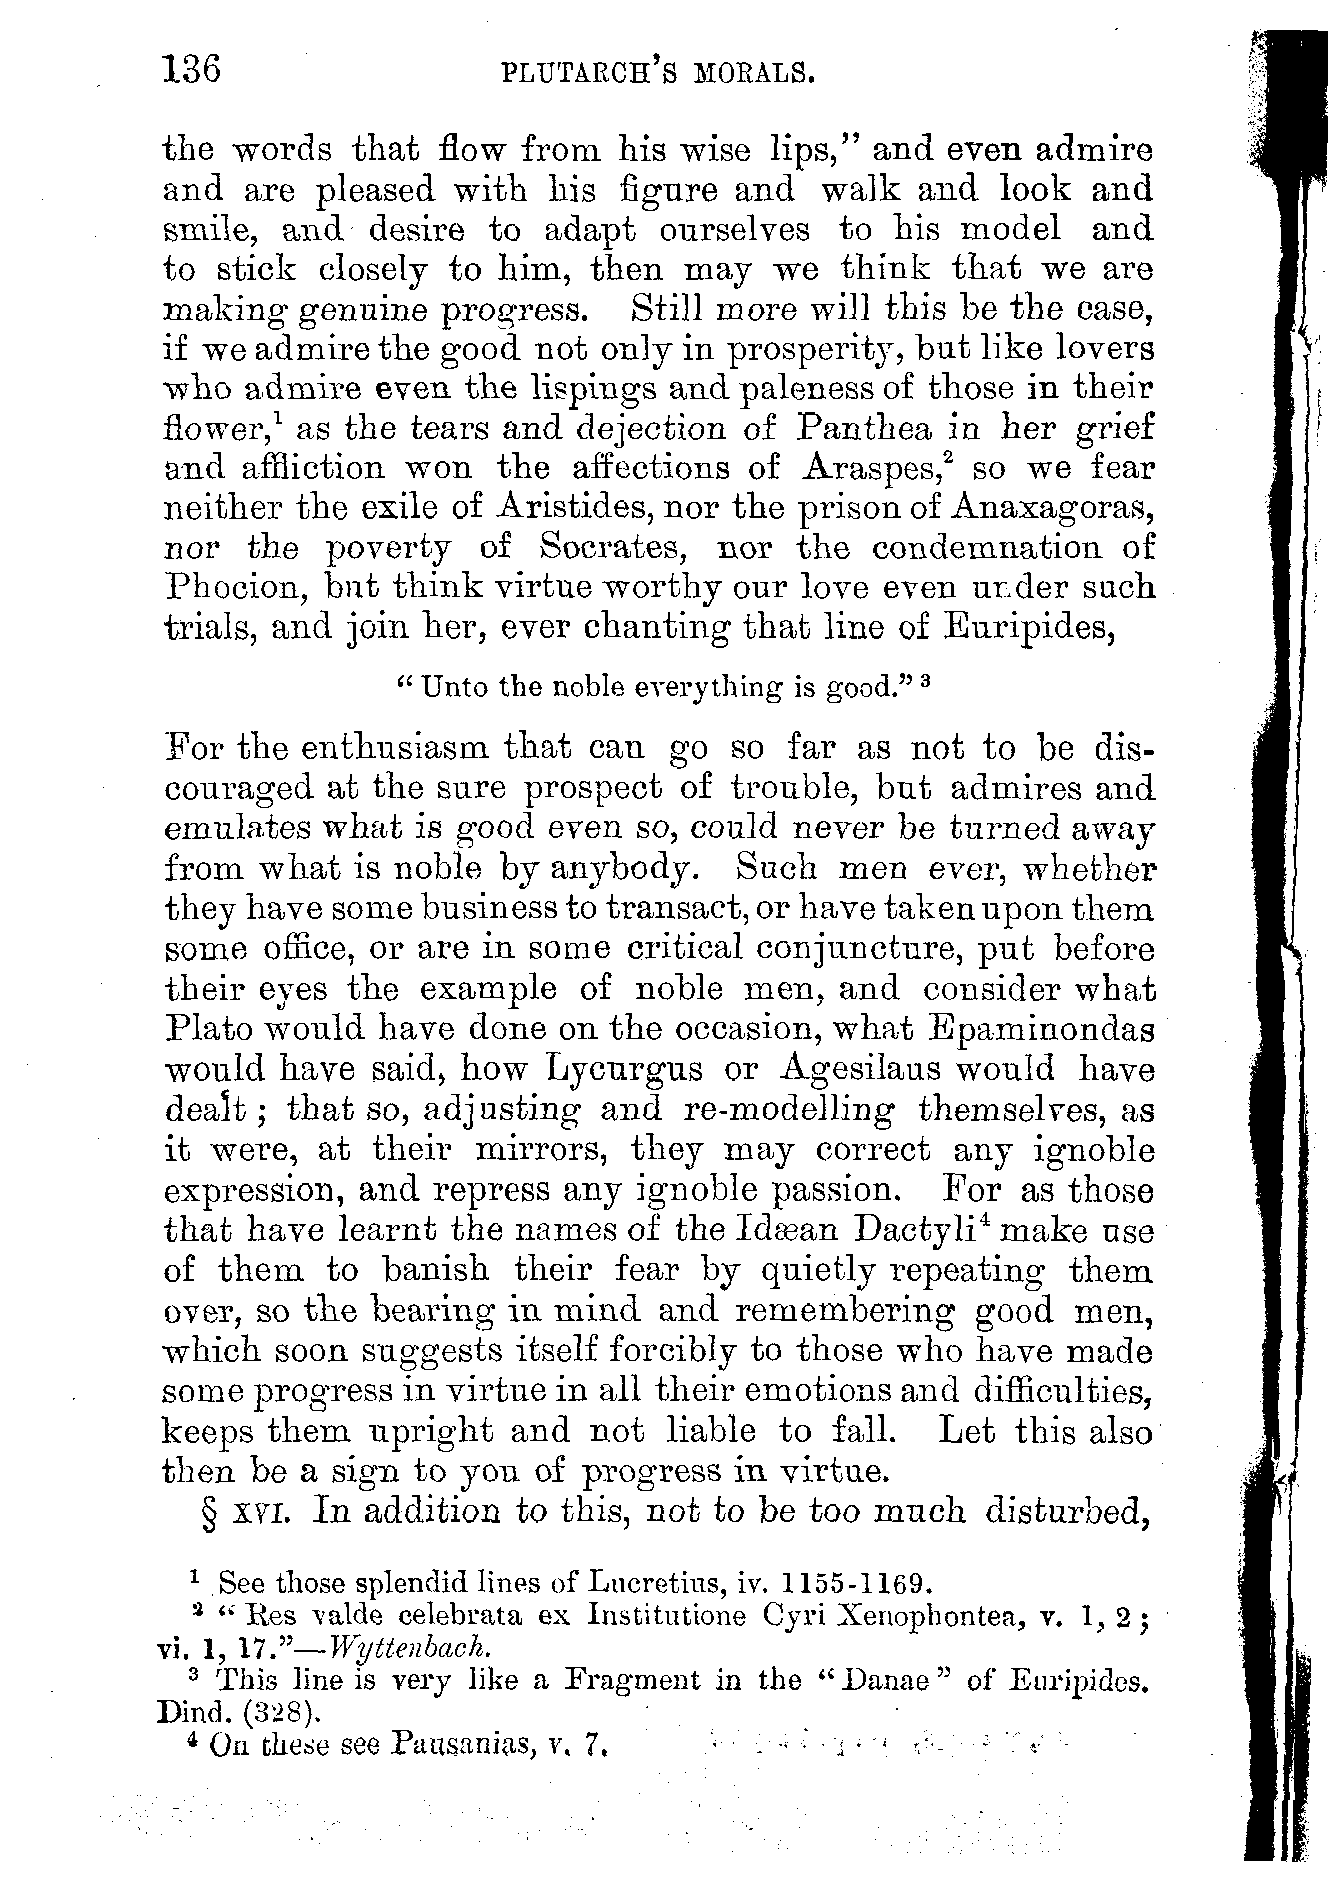 136 PLUTARCH'S MORALS.
the words that flow from his wise lips," and even admire
and are pleased with his figure and walk and look and
smile, and desire to adapt ourselves to his model and
to stick closely to him, then may we think that we are
making genuine progress. Still more will this be the case,
if we admire the good not only in prosperity, but like lovers
who admire even the lispings and paleness of those in their
flower,¹ as the tears and dejection of Panthea in her grief
and affliction won the affections of Araspes,² so we fear
neither the exile of Aristides, nor the prison of Anaxagoras,
nor the poverty of Socrates, nor the condemnation of
Phocion, but think virtue worthy our love even under such
trials, and join her, ever chanting that line of Euripides,
"Unto the noble everything is good." ³
For the enthusiasm that can go so far as not to be dis-
couraged at the sure prospect of trouble, but admires and
emulates what is good even so, could never be turned away
from what is noble by anybody. Such men ever, whether
they have some business to transact, or have taken upon them
some office, or are in some critical conjuncture, put before
their eyes the example of noble men, and consider what
Plato would have done on the occasion, what Epaminondas
would have said, how Lycurgus or Agesilaus would have
dealt ; that so, adjusting and re-modelling themselves, as
it were, at their mirrors, they may correct any ignoble
expression, and repress any ignoble passion. For as those
that have learnt the names of the Idæan Dactyli⁴ make use
of them to banish their fear by quietly repeating them
over, so the bearing in mind and remembering good men,
which soon suggests itself forcibly to those who have made
some progress in virtue in all their emotions and difficulties,
keeps them upright and not liable to fall. Let this also
then be a sign to you of progress in virtue.
§ XVI. In addition to this, not to be too much disturbed,
¹ See those splendid lines of Lucretius, iv. 1155-1169.
² "Res valde celebrata ex Institutione Cyri Xenophontea, v. 1, 2 ;
vi. 1, 17."—Wyttenbach.
³ This line is very like a Fragment in the "Danae" of Euripides.
Dind. (328).
⁴ On these see Pausanias, v. 7.